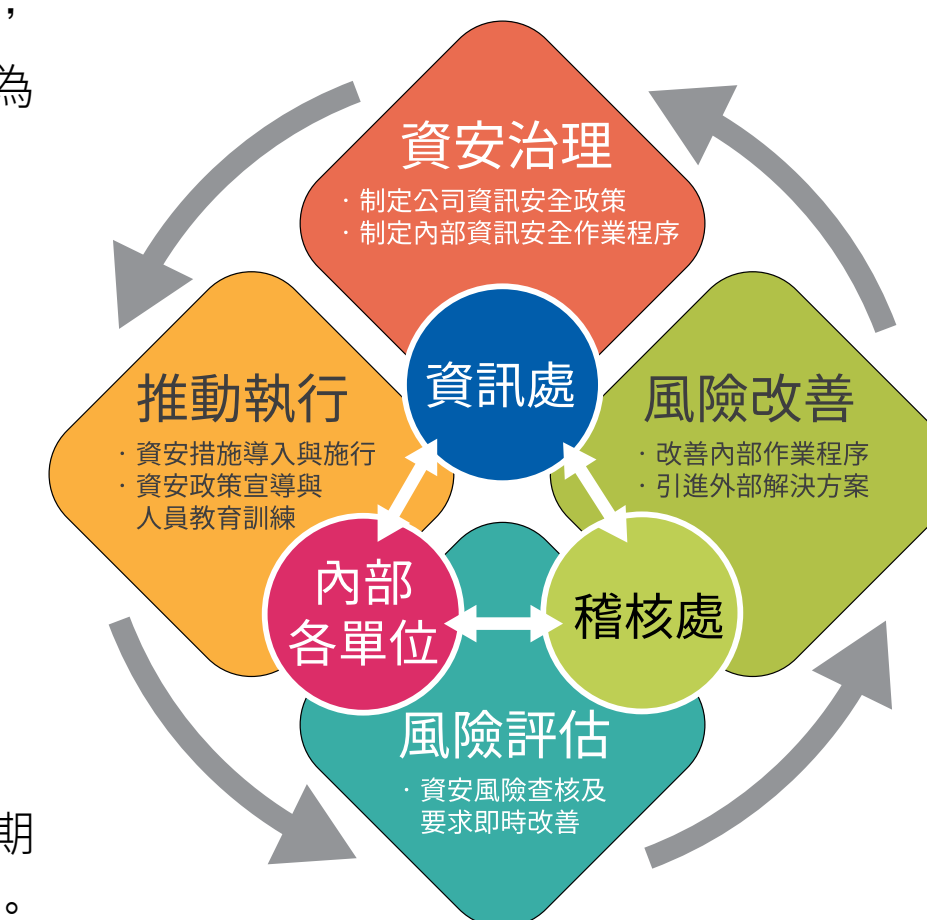 ，
為
資安治理
· 制定公司資訊安全政策
· 制定內部資訊安全作業程序
資訊處
推動執行
· 資安措施導入與施行
· 資安政策宣導與
人員教育訓練
風險改善
· 改善內部作業程序
· 引進外部解決方案
內部
各單位
稽核處
風險評估
· 資安風險查核及
要求即時改善
期
。